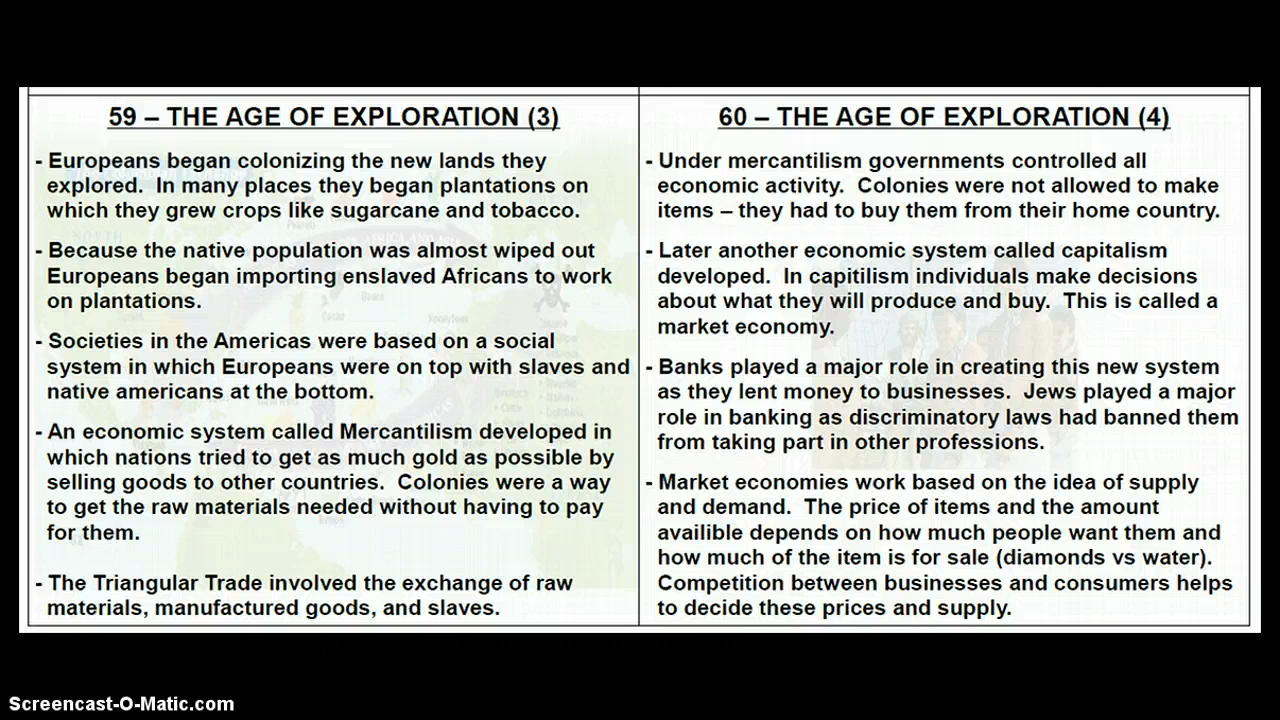 59 – THE AGE OF EXPLORATION (3)
- Europeans began colonizing the new lands they
explored. In many places they began plantations on
which they grew crops like sugarcane and tobacco.
- Because the native population was almost wiped out
Europeans began importing enslaved Africans to work
on plantations.
- Societies in the Americas were based on a social
system in which Europeans were on top with slaves and
native americans at the bottom.
- An economic system called Mercantilism developed in
which nations tried to get as much gold as possible by
selling goods to other countries. Colonies were a way
to get the raw materials needed without having to pay
for them.
- The Triangular Trade involved the exchange of raw
materials, manufactured goods, and slaves.
60 – THE AGE OF EXPLORATION (4)
- Under mercantilism governments controlled all
economic activity. Colonies were not allowed to make
items – they had to buy them from their home country.
- Later another economic system called capitalism
developed. In capitilism individuals make decisions
about what they will produce and buy. This is called a
market economy.
- Banks played a major role in creating this new system
as they lent money to businesses. Jews played a major
role in banking as discriminatory laws had banned them
from taking part in other professions.
- Market economies work based on the idea of supply
and demand. The price of items and the amount
availible depends on how much people want them and
how much of the item is for sale (diamonds vs water).
Competition between businesses and consumers helps
to decide these prices and supply.
Screencast-O-Matic.com